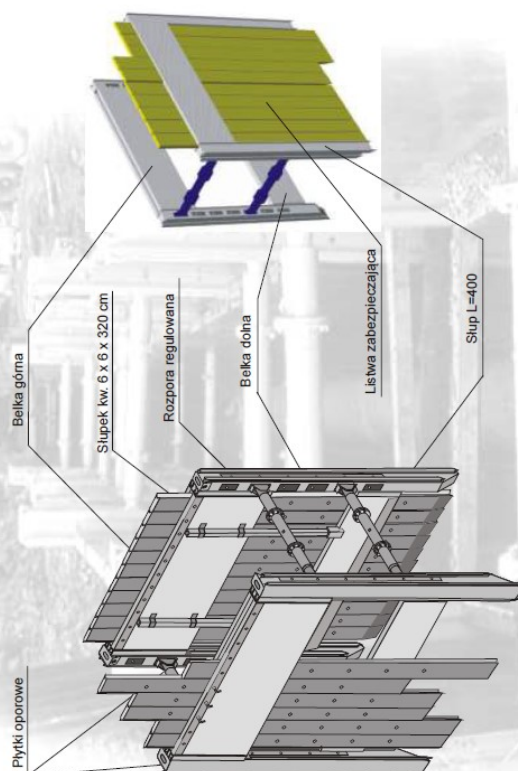 Płytki oporowe
Belka górna
Słupek kw. 6 x 6 x 320 cm
Rozpora regulowana
Belka dolna
Listwa zabezpieczająca
Słup L=400